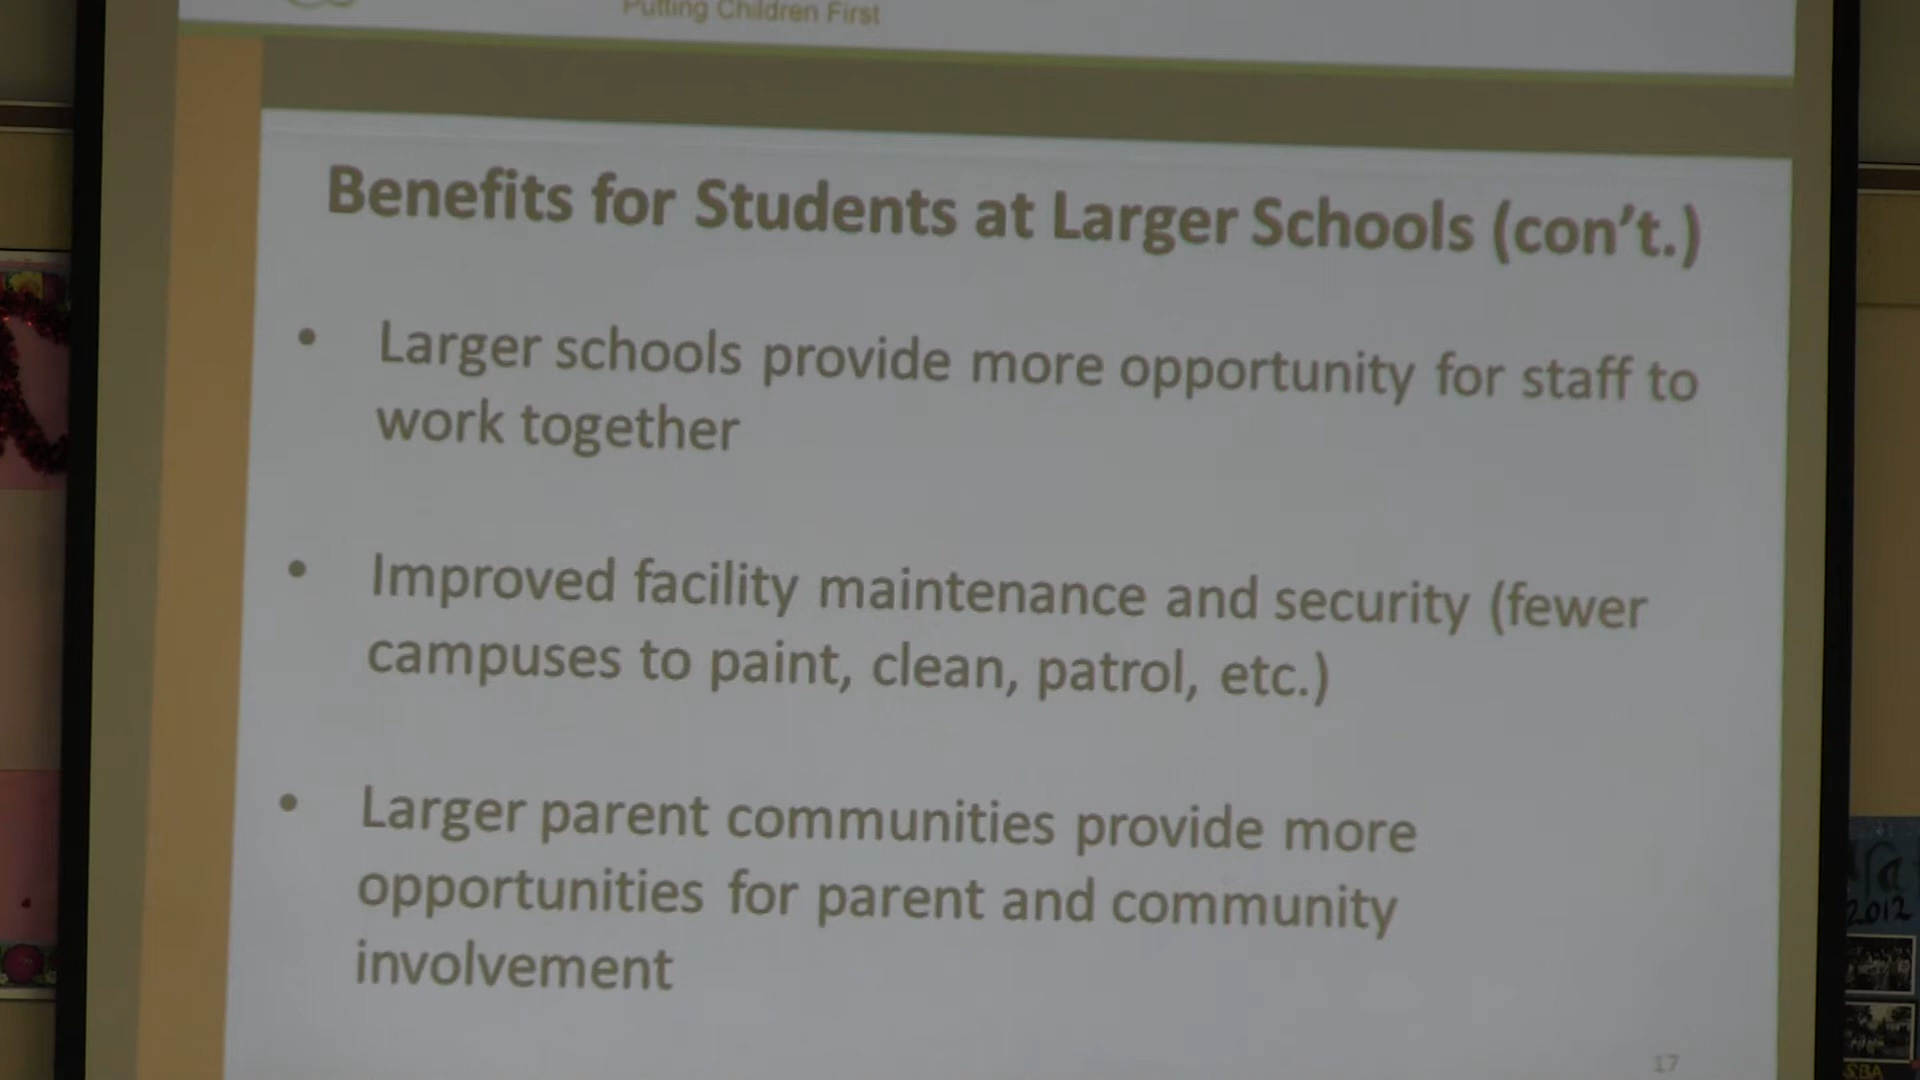 Putting Children First
Benefits for Students at Larger Schools (con't.)
• Larger schools provide more opportunity for staff to
work together
• Improved facility maintenance and security (fewer
campuses to paint, clean, patrol, etc.)
• Larger parent communities provide more
opportunities for parent and community
involvement
17
2012
SBA